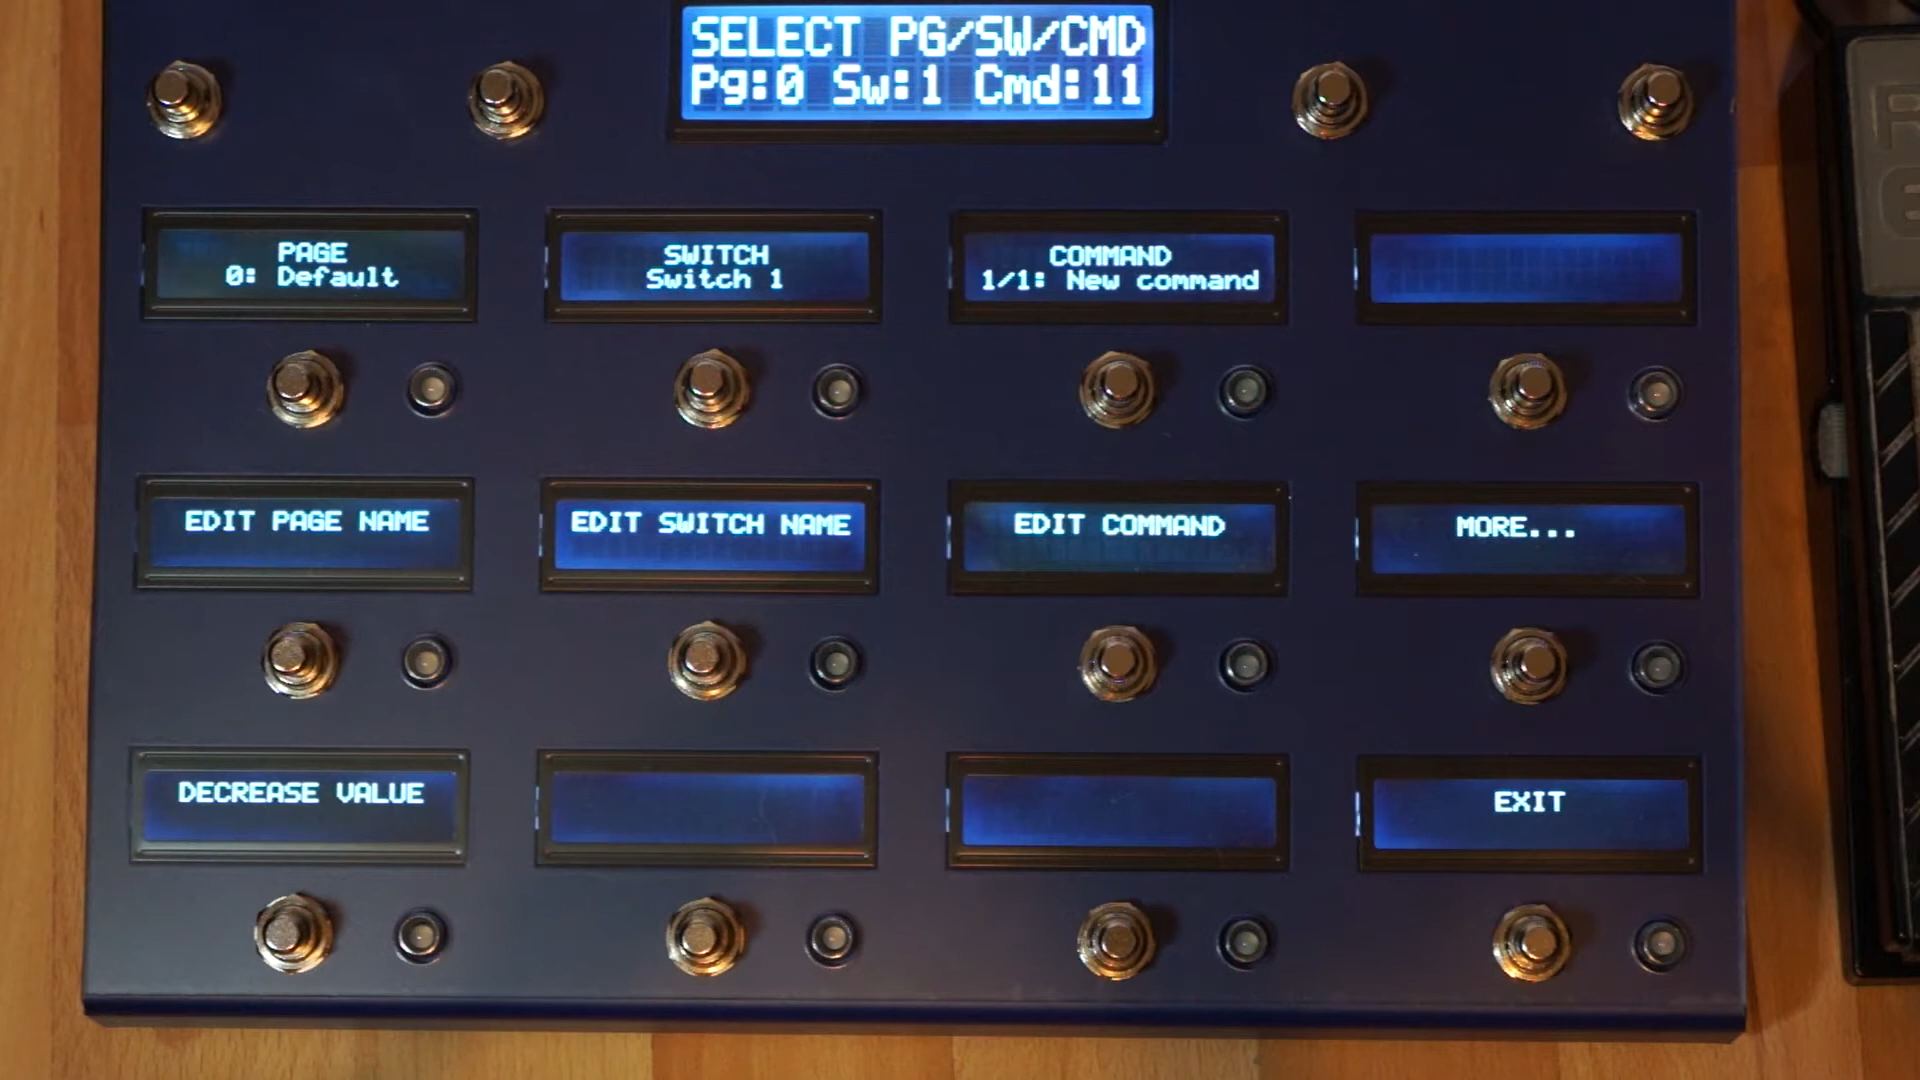 SELECT PG/SW/CMD
Pg:0 Sw:1 Cmd:11
PAGE
0: Default
SWITCH
Switch 1
COMMAND
1/1: New command
EDIT PAGE NAME
EDIT SWITCH NAME
EDIT COMMAND
MORE...
DECREASE VALUE
EXIT